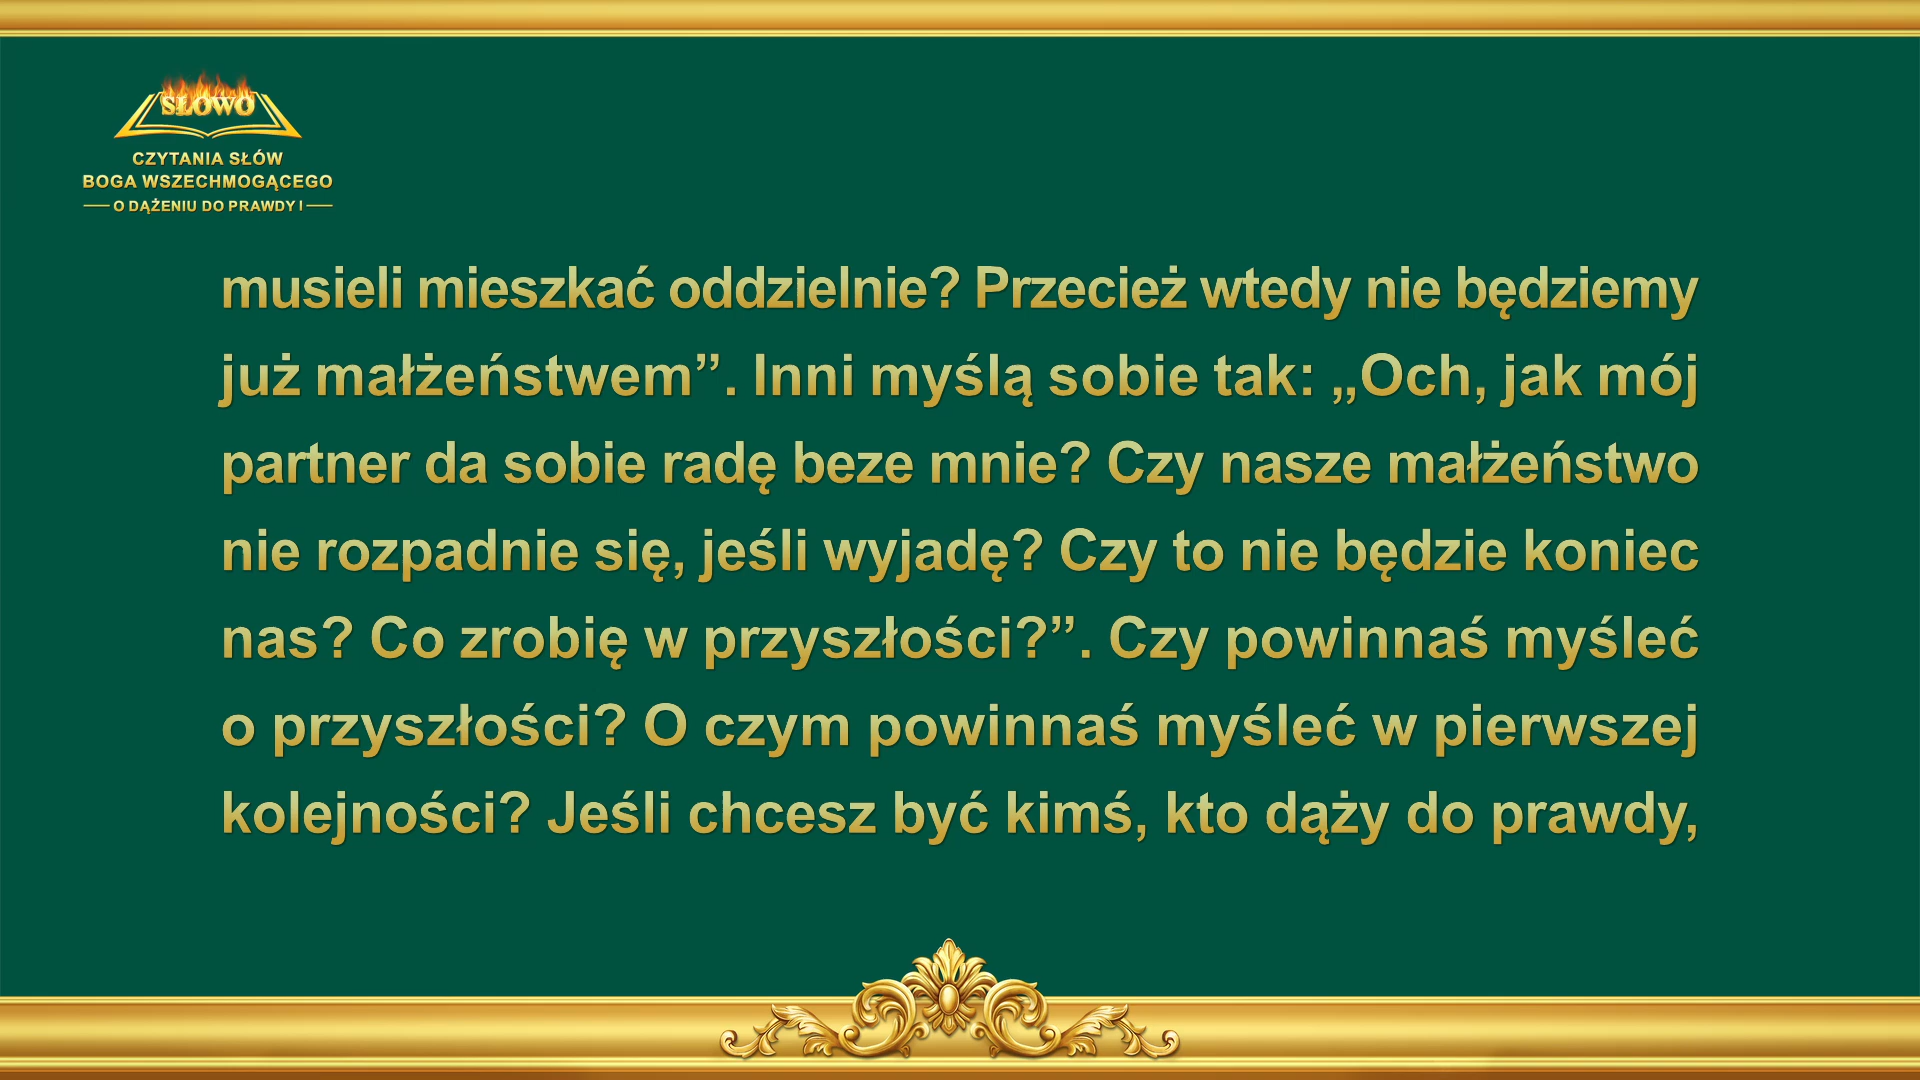 SŁOWO
CZYTANIA SŁÓW
BOGA WSZECHMOGĄCEGO
O DĄŻENIU DO PRAWDY I
musieli mieszkać oddzielnie? Przecież wtedy nie będziemy
już małżeństwem”. Inni myślą sobie tak: „Och, jak mój
partner da sobie radę beze mnie? Czy nasze małżeństwo
nie rozpadnie się, jeśli wyjadę? Czy to nie będzie koniec
nas? Co zrobię w przyszłości?”. Czy powinnaś myśleć
o przyszłości? O czym powinnaś myśleć w pierwszej
kolejności? Jeśli chcesz być kimś, kto dąży do prawdy,